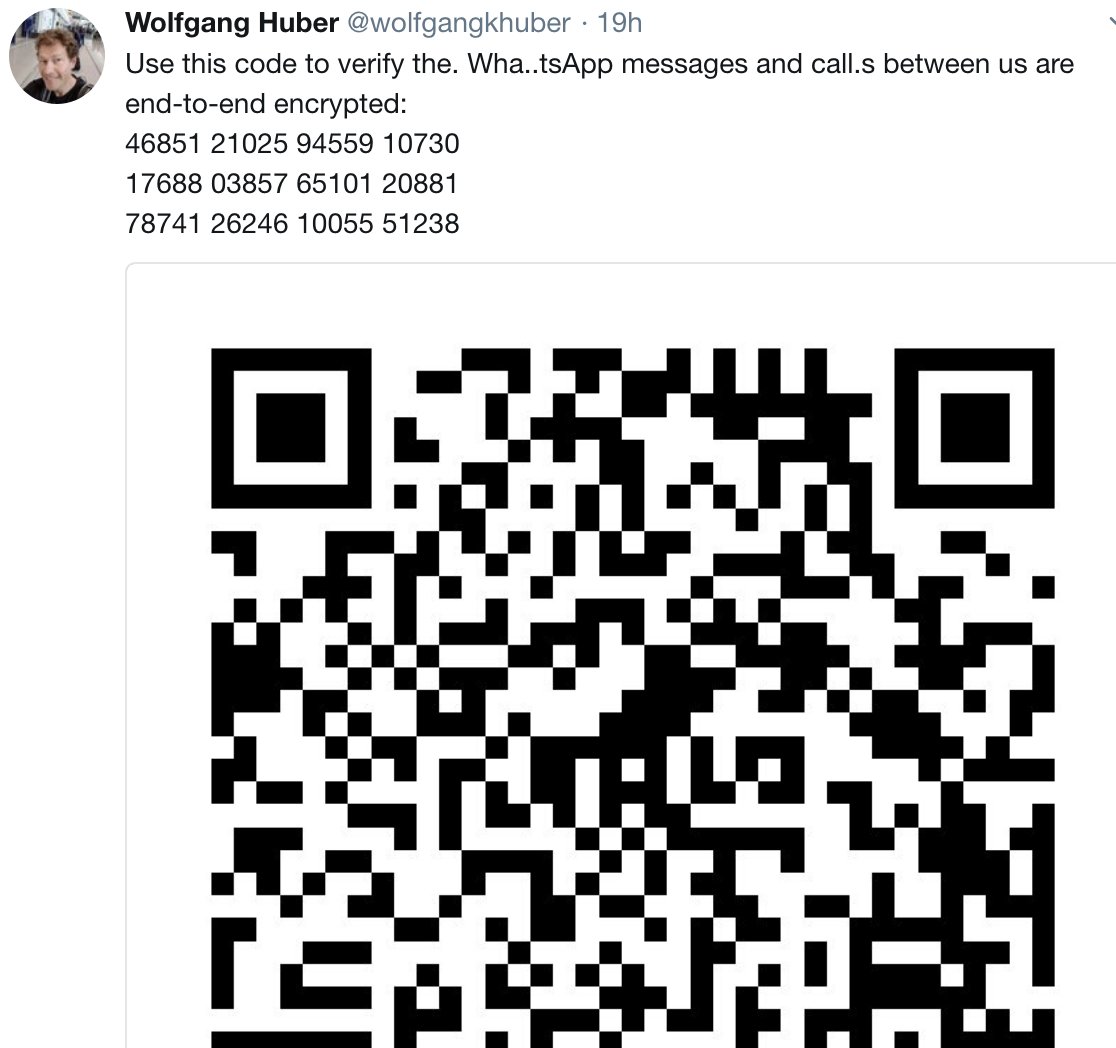 Wolfgang Huber @wolfgangkhuber · 19h
Use this code to verify the. Wha..tsApp messages and call.s between us are
end-to-end encrypted:
46851 21025 94559 10730
17688 03857 65101 20881
78741 26246 10055 51238